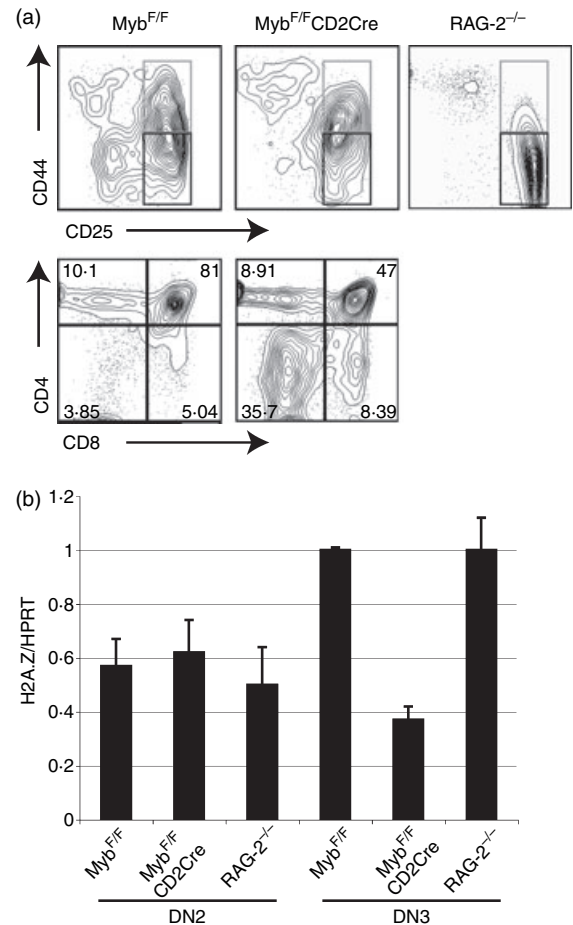 (a)
Myb^F/F
Myb^F/FCD2Cre
RAG-2^−/−
CD44
CD25
10·1
81
3·85
5·04
8·91
47
35·7
8·39
CD4
CD8
(b)
H2A.Z/HPRT
1·2
1
0·8
0·6
0·4
0·2
0
Myb^F/F
Myb^F/F
CD2Cre
RAG-2^−/−
Myb^F/F
Myb^F/F
CD2Cre
RAG-2^−/−
DN2
DN3